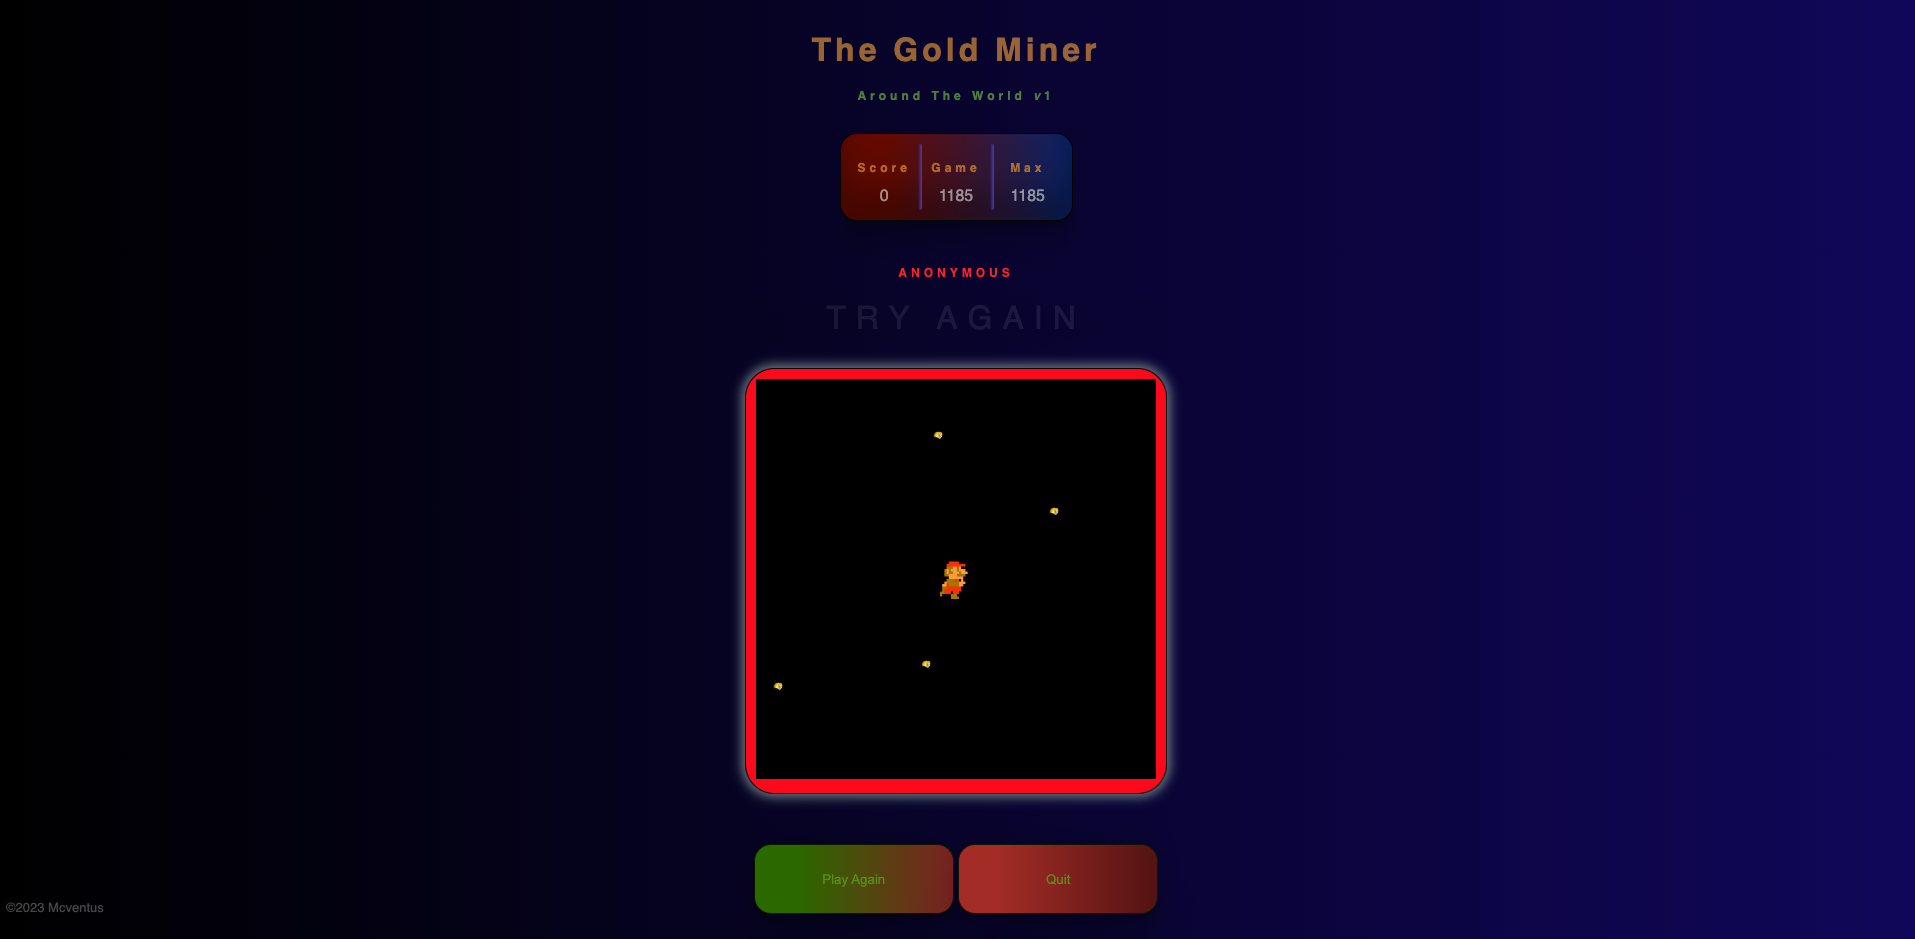 The Gold Miner
Around The World v1
Score Game Max
0 1185 1185
ANONYMOUS
TRY AGAIN
Play Again Quit
©2023 Mcventus